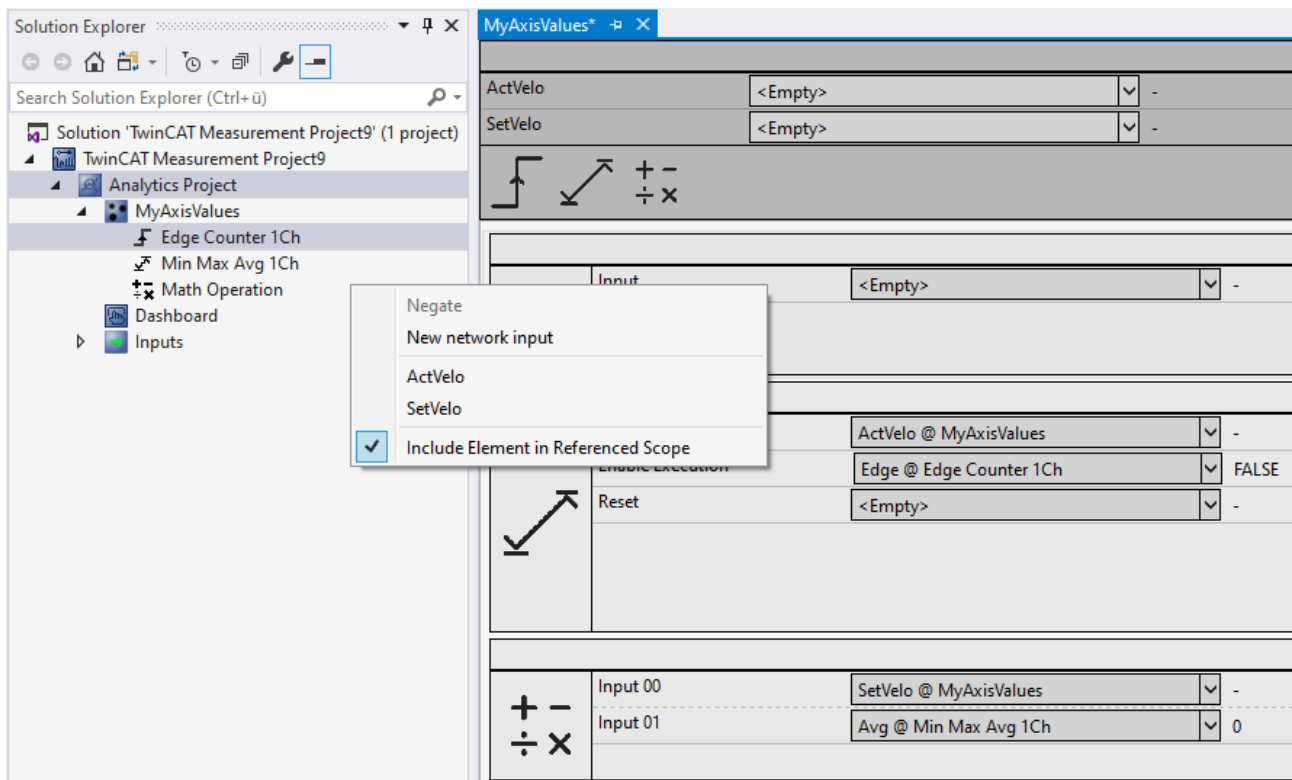 Solution Explorer
Search Solution Explorer (Ctrl+ü)
Solution 'TwinCAT Measurement Project9' (1 project)
TwinCAT Measurement Project9
Analytics Project
MyAxisValues
Edge Counter 1Ch
Min Max Avg 1Ch
Math Operation
Dashboard
Inputs
Negate
New network input
ActVelo
SetVelo
Include Element in Referenced Scope
MyAxisValues*
ActVelo <Empty> -
SetVelo <Empty> -
Input <Empty> -
ActVelo @ MyAxisValues -
Enable Execution Edge @ Edge Counter 1Ch FALSE
Reset <Empty> -
Input 00 SetVelo @ MyAxisValues -
Input 01 Avg @ Min Max Avg 1Ch 0